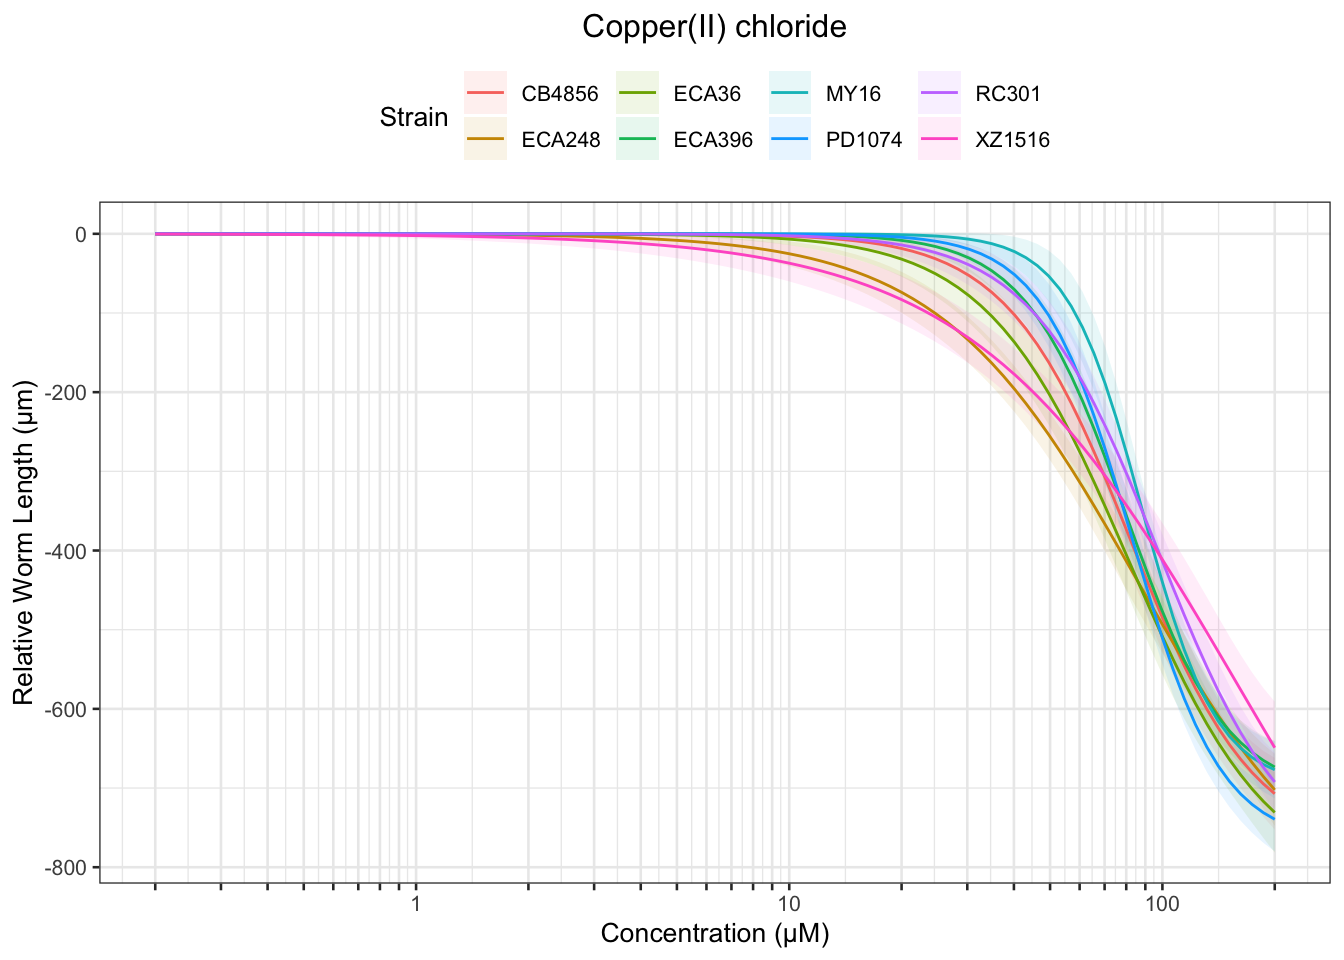 Copper(II) chloride
Strain
CB4856 ECA36 MY16 RC301
ECA248 ECA396 PD1074 XZ1516
Relative Worm Length (µm)
0
-200
-400
-600
-800
1 10 100
Concentration (µM)